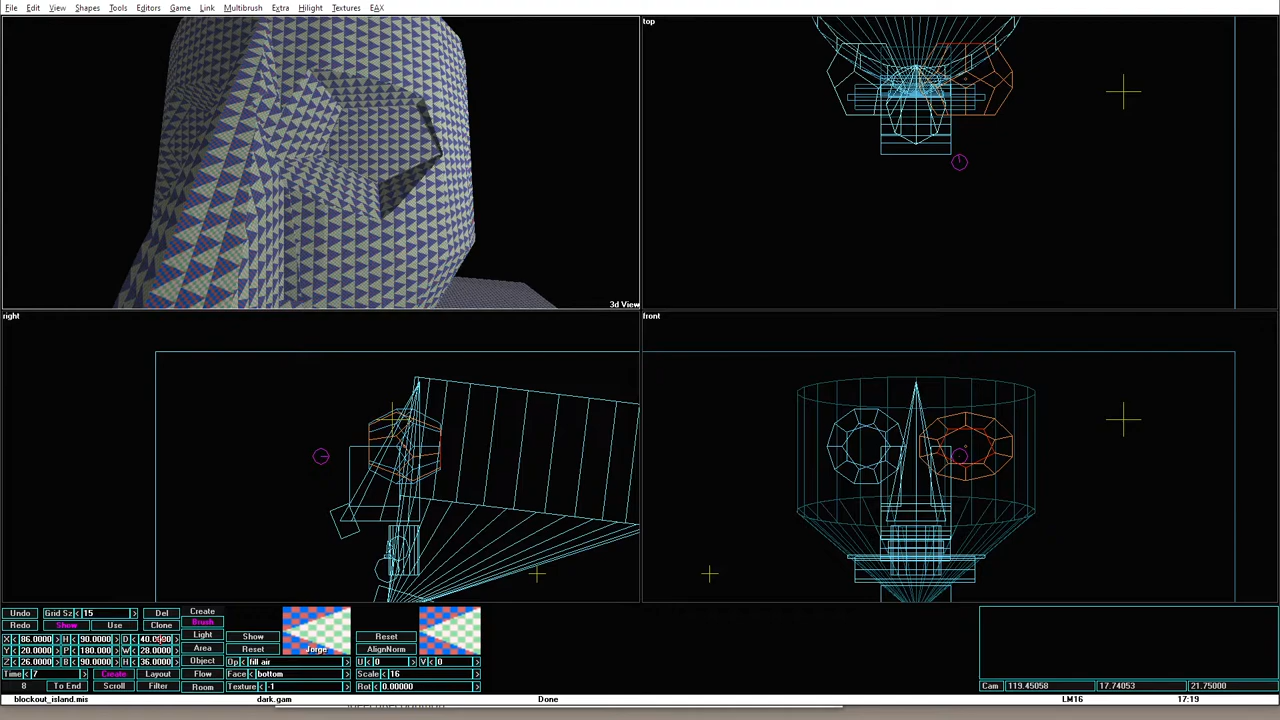 File Edit View Shapes Tools Editors Game Link Multibrush Extra Hilight Textures EAX
top
3d View
right
front
Undo Grid Sz < 15 > Del Create
Redo Show Use Clone Brush
X < 86.0000 > H < 90.0000 > D < > Light Show Reset
Y < 26.0000 > P < 180.000 > W < 28.0000 > Area Reset Jorge AlignNorm
Z < 26.0000 > B < 90.0000 > H < 36.0000 > Object Op < fill air > U < 0 > V < 0 >
Time < 7 > Create Layout Flow Face < bottom > Scale < 16 >
8 To End Scroll Filter Room Texture < -1 > Rot < 0.00000 > Cam 119.45058 17.74053 21.75000
blockout_island.mis dark.gam Done LM16 17:19